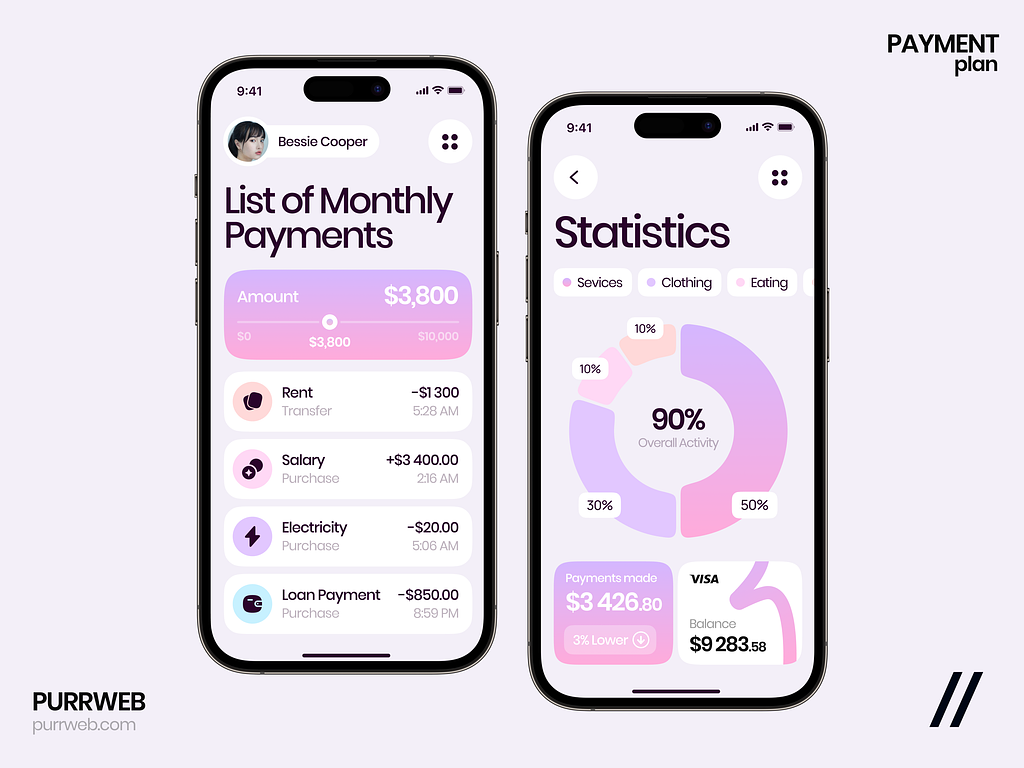 PAYMENT
plan
9:41
Bessie Cooper
List of Monthly
Payments
Amount $3,800
$0 $3,800 $10,000
Rent -$1 300
Transfer 5:28 AM
Salary +$3 400.00
Purchase 2:16 AM
Electricity -$20.00
Purchase 5:06 AM
Loan Payment -$850.00
Purchase 8:59 PM
9:41
Statistics
Sevices Clothing Eating
10%
10%
90%
Overall Activity
30% 50%
Payments made
$3 426.80
3% Lower
VISA
Balance
$9 283.58
PURRWEB
purrweb.com